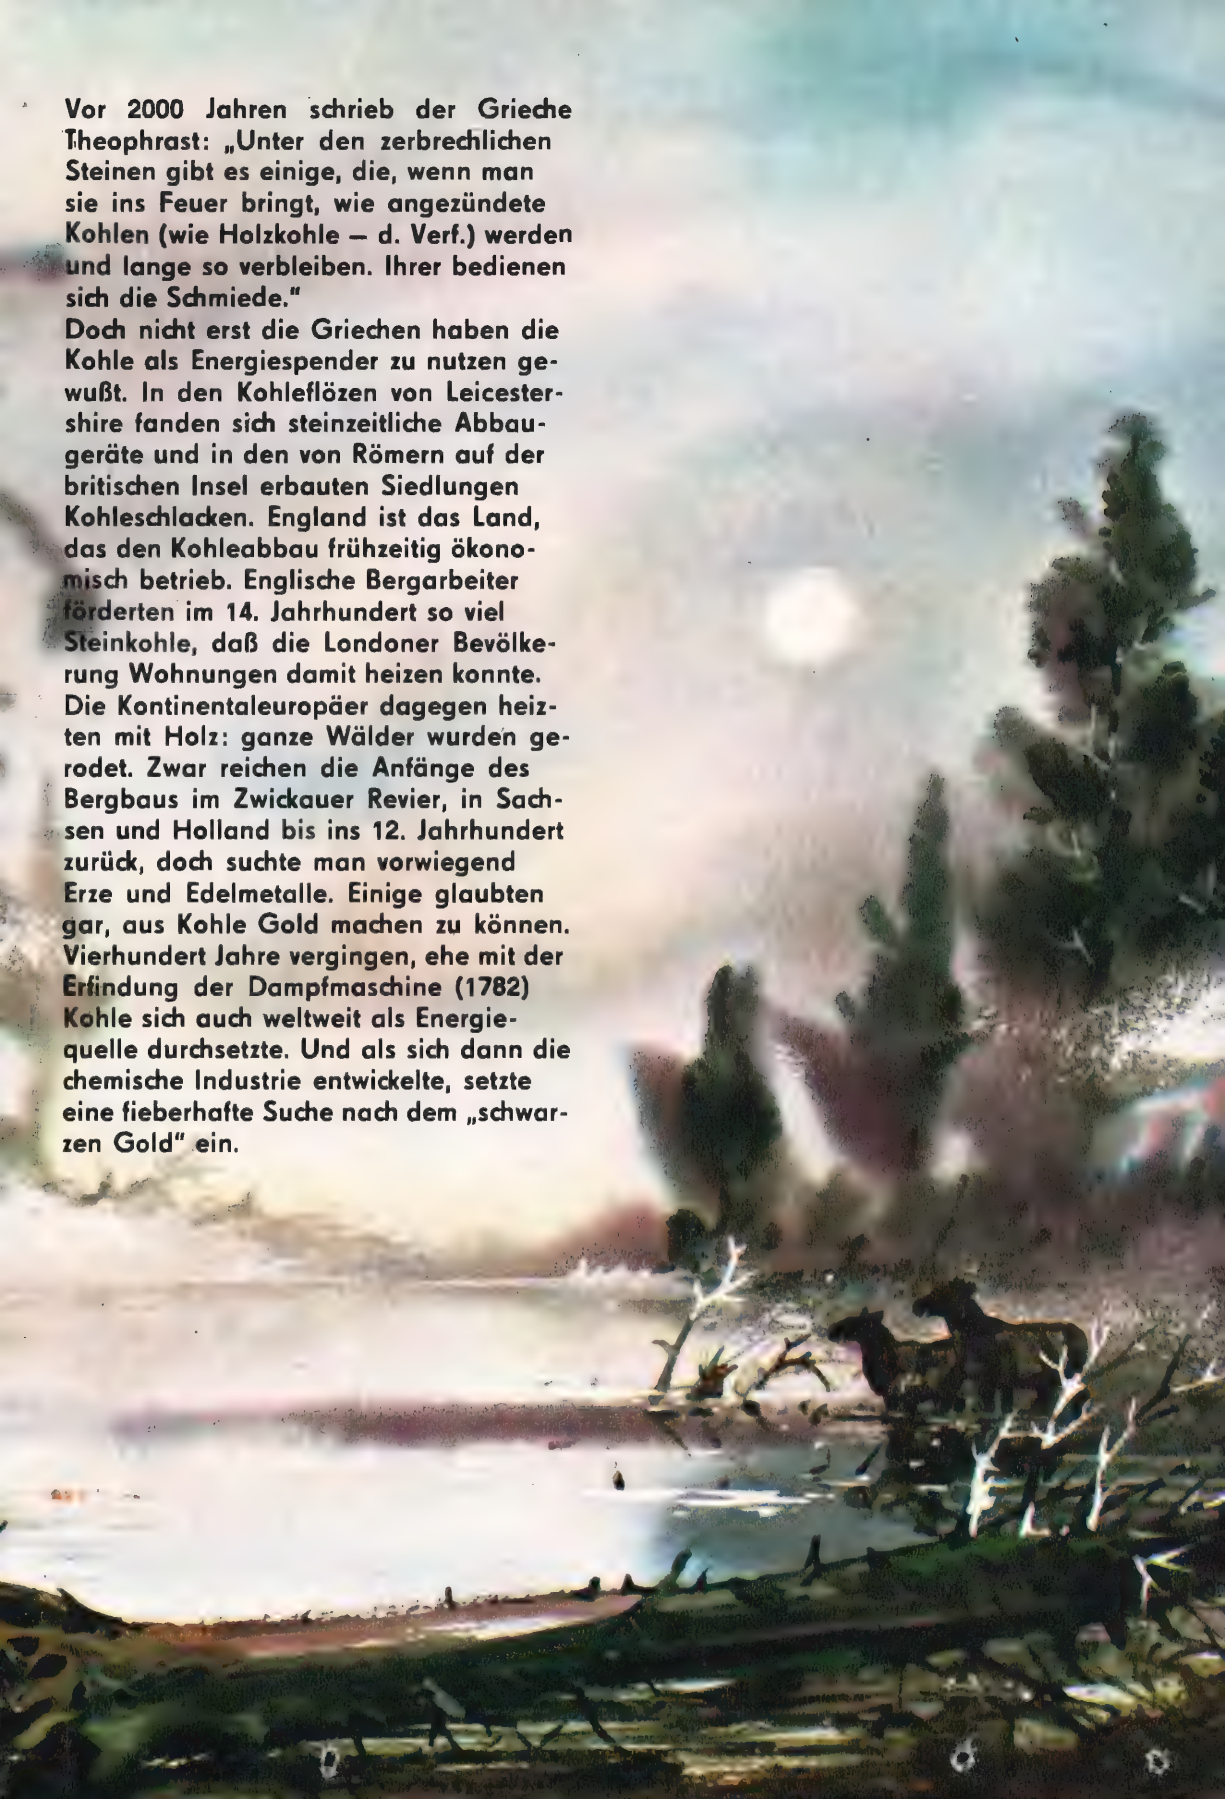 Vor 2000 Jahren schrieb der Grieche
Theophrast: „Unter den zerbrechlichen
Steinen gibt es einige, die, wenn man
sie ins Feuer bringt, wie angezündete
Kohlen (wie Holzkohle — d. Verf.) werden
und lange so verbleiben. Ihrer bedienen
sich die Schmiede."
Doch nicht erst die Griechen haben die
Kohle als Energiespender zu nutzen ge-
wußt. In den Kohleflözen von Leicester-
shire fanden sich steinzeitliche Abbau-
geräte und in den von Römern auf der
britischen Insel erbauten Siedlungen
Kohleschlacken. England ist das Land,
das den Kohleabbau frühzeitig ökono-
misch betrieb. Englische Bergarbeiter
förderten im 14. Jahrhundert so viel
Steinkohle, daß die Londoner Bevölke-
rung Wohnungen damit heizen konnte.
Die Kontinentaleuropäer dagegen heiz-
ten mit Holz: ganze Wälder wurden ge-
rodet. Zwar reichen die Anfänge des
Bergbaus im Zwickauer Revier, in Sach-
sen und Holland bis ins 12. Jahrhundert
zurück, doch suchte man vorwiegend
Erze und Edelmetalle. Einige glaubten
gar, aus Kohle Gold machen zu können.
Vierhundert Jahre vergingen, ehe mit der
Erfindung der Dampfmaschine (1782)
Kohle sich auch weltweit als Energie-
quelle durchsetzte. Und als sich dann die
chemische Industrie entwickelte, setzte
eine fieberhafte Suche nach dem „schwar-
zen Gold" ein.